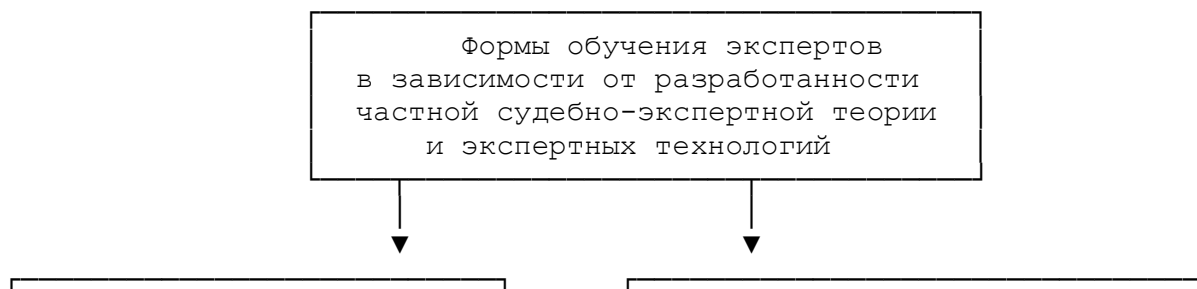 Формы обучения экспертов
в зависимости от разработанности
частной судебно-экспертной теории
и экспертных технологий